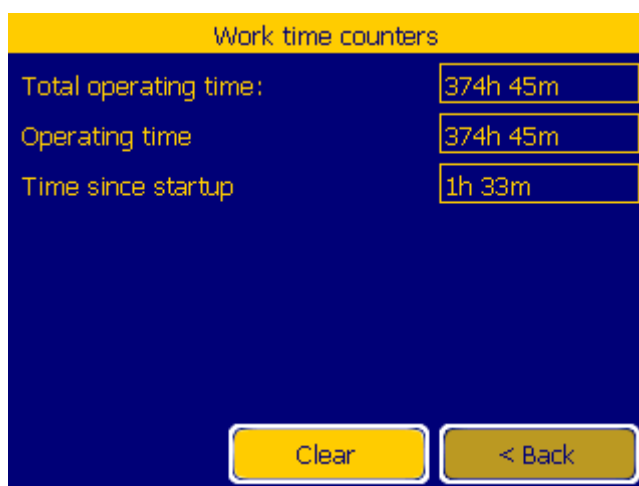 Work time counters
Total operating time: 374h 45m
Operating time 374h 45m
Time since startup 1h 33m
Clear < Back